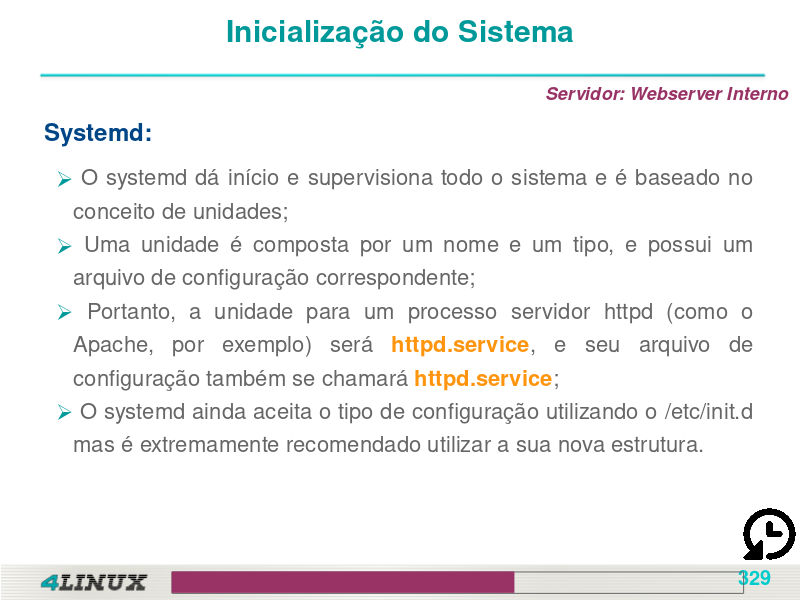 Inicialização do Sistema
Servidor: Webserver Interno
Systemd:
O systemd dá início e supervisiona todo o sistema e é baseado no
conceito de unidades;
Uma unidade é composta por um nome e um tipo, e possui um
arquivo de configuração correspondente;
Portanto, a unidade para um processo servidor httpd (como o
Apache, por exemplo) será httpd.service, e seu arquivo de
configuração também se chamará httpd.service;
O systemd ainda aceita o tipo de configuração utilizando o /etc/init.d
mas é extremamente recomendado utilizar a sua nova estrutura.
4LINUX
329